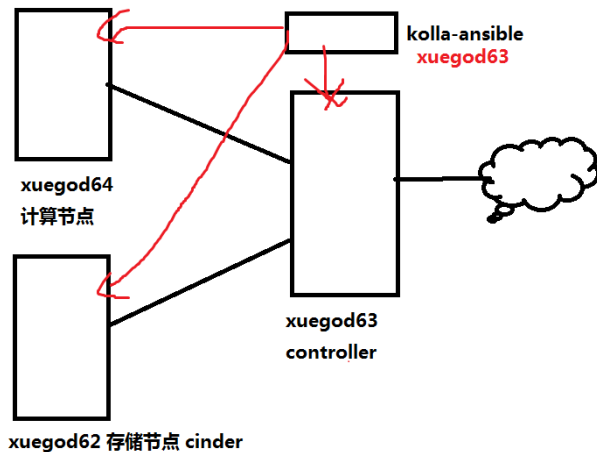 kolla-ansible
xuegod63
xuegod64
计算节点
xuegod63
controller
xuegod62 存储节点 cinder